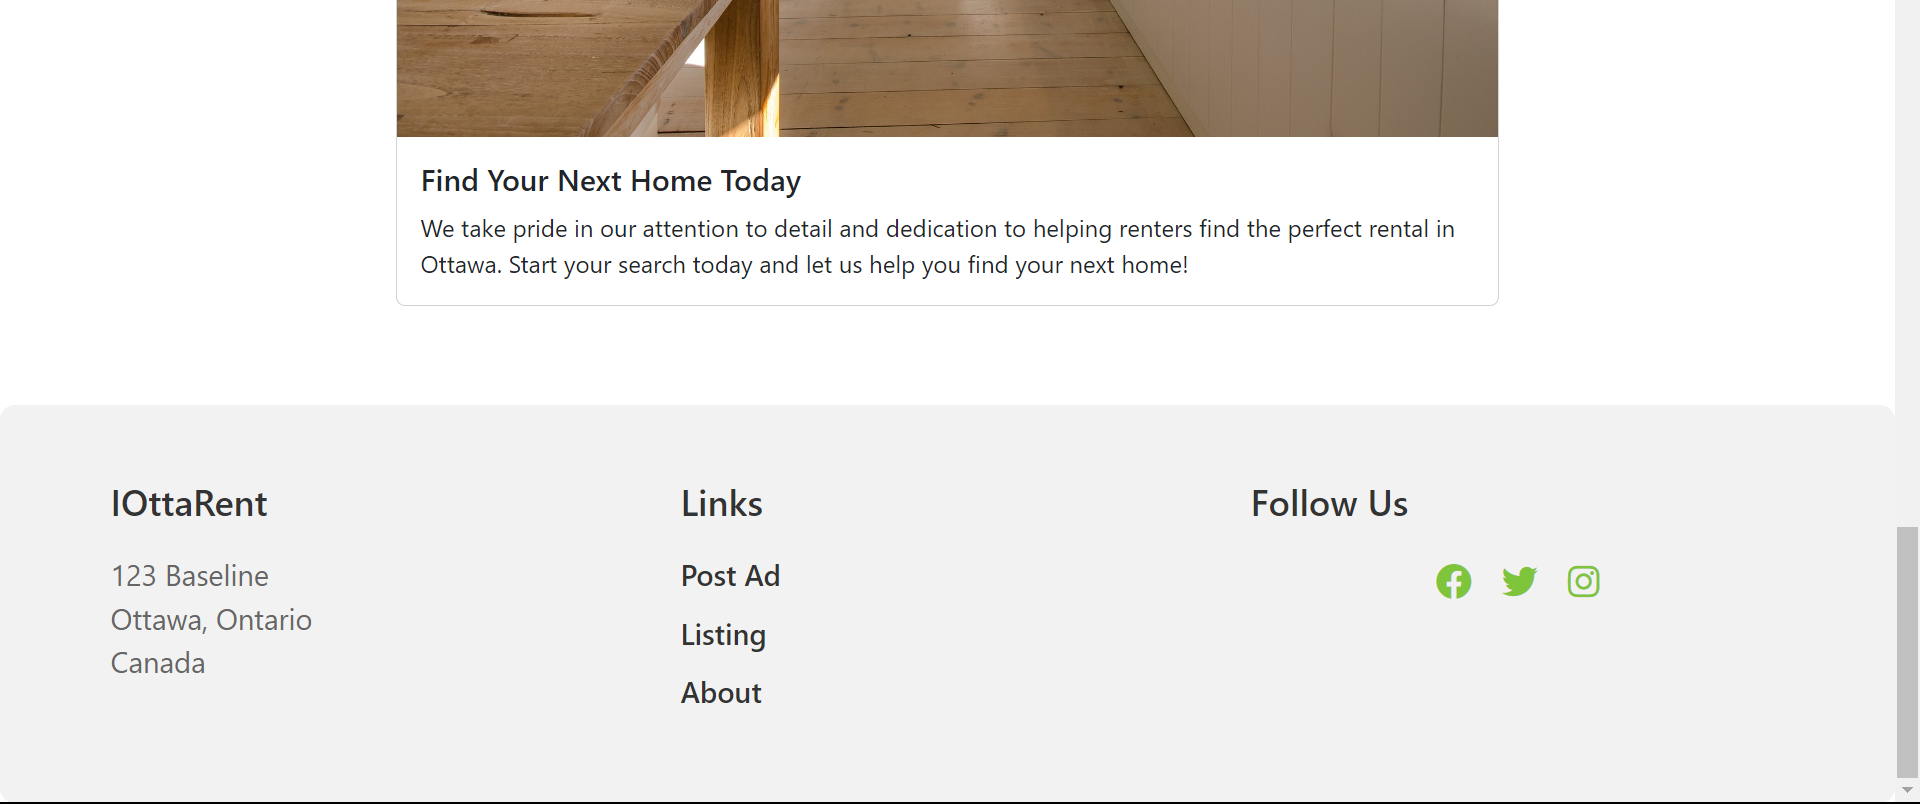 Find Your Next Home Today
We take pride in our attention to detail and dedication to helping renters find the perfect rental in
Ottawa. Start your search today and let us help you find your next home!
IOttaRent
123 Baseline
Ottawa, Ontario
Canada
Links
Post Ad
Listing
About
Follow Us